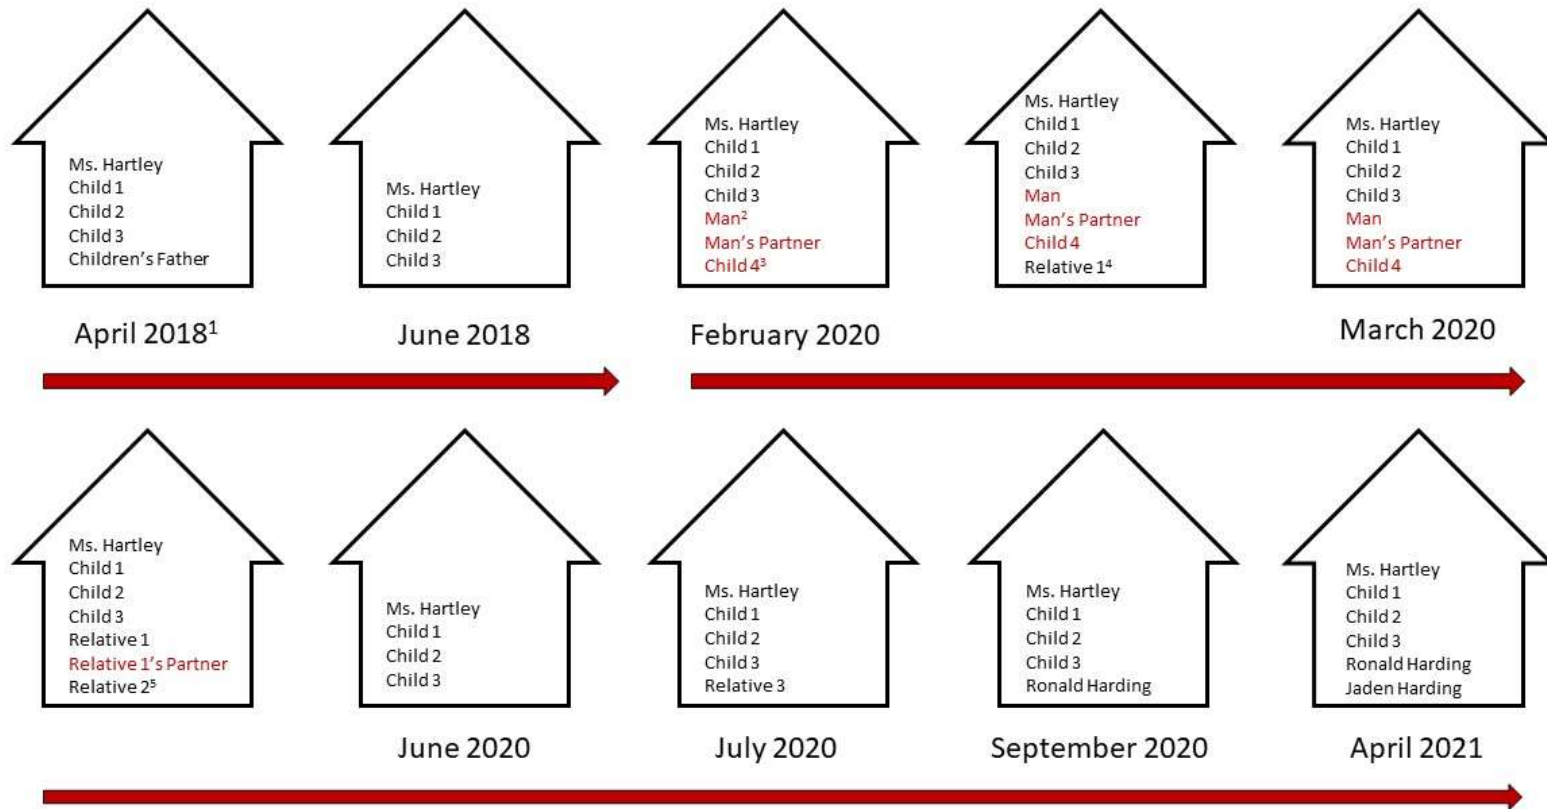 Ms. Hartley
Child 1
Child 2
Child 3
Children's Father
April 2018¹
Ms. Hartley
Child 1
Child 2
Child 3
June 2018
Ms. Hartley
Child 1
Child 2
Child 3
Man²
Man's Partner
Child 4³
February 2020
Ms. Hartley
Child 1
Child 2
Child 3
Man
Man's Partner
Child 4
Relative 1⁴
Ms. Hartley
Child 1
Child 2
Child 3
Man
Man's Partner
Child 4
March 2020
Ms. Hartley
Child 1
Child 2
Child 3
Relative 1
Relative 1's Partner
Relative 2⁵
Ms. Hartley
Child 1
Child 2
Child 3
June 2020
Ms. Hartley
Child 1
Child 2
Child 3
Relative 3
July 2020
Ms. Hartley
Child 1
Child 2
Child 3
Ronald Harding
September 2020
Ms. Hartley
Child 1
Child 2
Child 3
Ronald Harding
Jaden Harding
April 2021